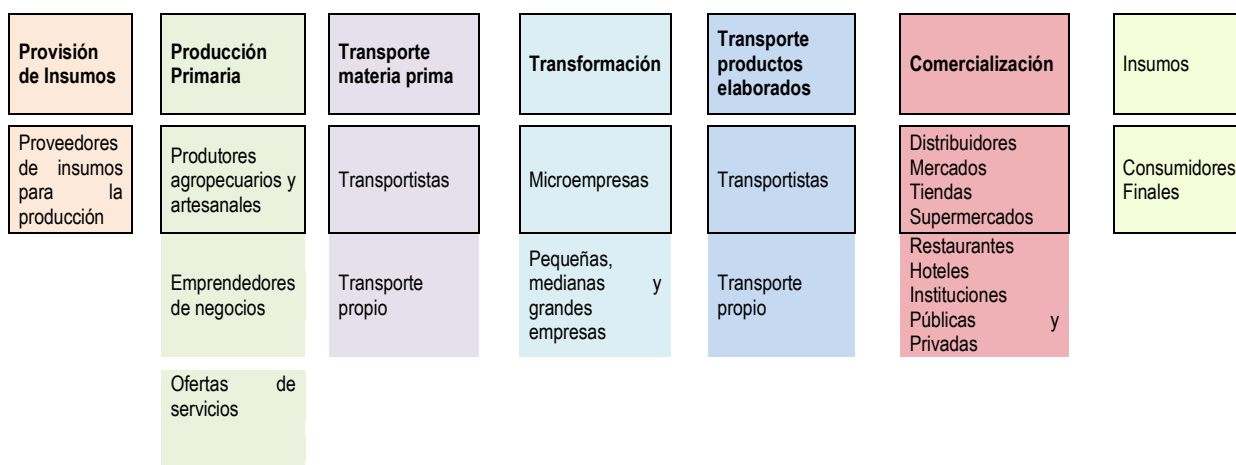 Provisión
de Insumos
Producción
Primaria
Transporte
materia prima
Transformación
Transporte
productos
elaborados
Comercialización
Insumos
Proveedores
de insumos
para la
producción
Produtores
agropecuarios y
artesanales
Transportistas
Microempresas
Transportistas
Distribuidores
Mercados
Tiendas
Supermercados
Consumidores
Finales
Emprendedores
de negocios
Transporte
propio
Pequeñas,
medianas y
grandes
empresas
Transporte
propio
Restaurantes
Hoteles
Instituciones
Públicas y
Privadas
Ofertas de
servicios